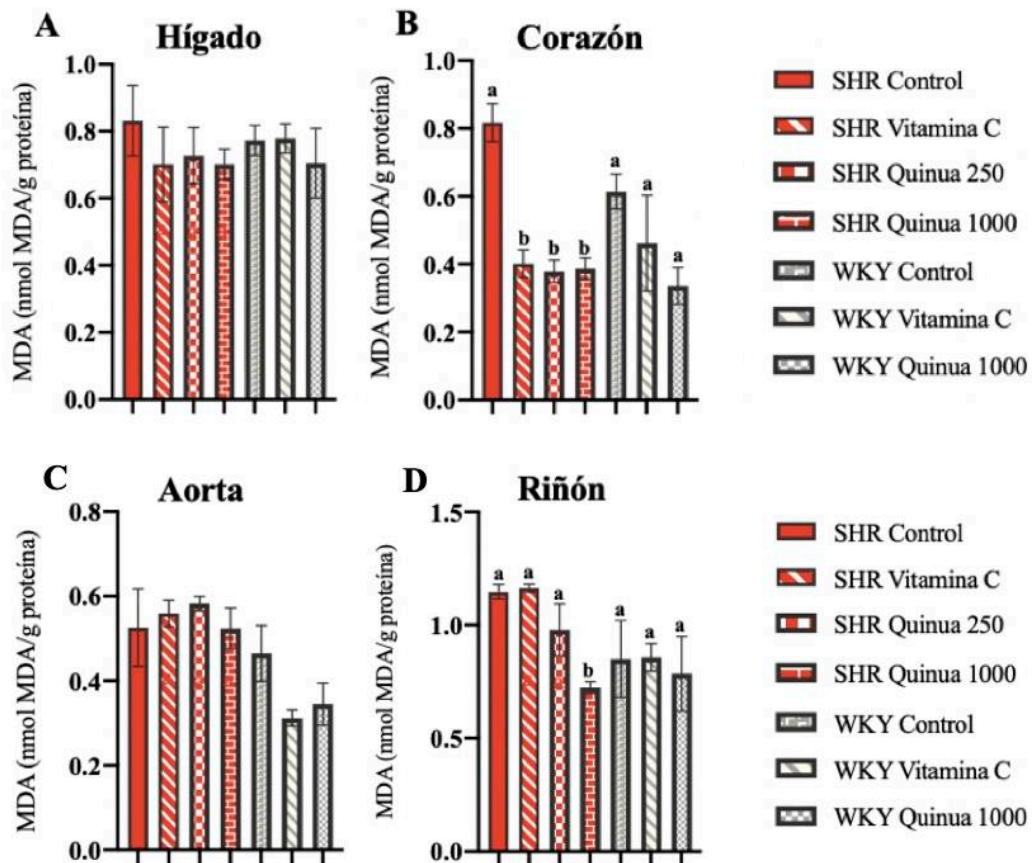 A
Hígado
MDA (nmol MDA/g proteína)
1.0
0.8
0.6
0.4
0.2
0.0
B
Corazón
MDA (nmol MDA/g proteína)
1.0
0.8
0.6
0.4
0.2
0.0
a
b
b
b
a
a
a
SHR Control
SHR Vitamina C
SHR Quinua 250
SHR Quinua 1000
WKY Control
WKY Vitamina C
WKY Quinua 1000
C
Aorta
MDA (nmol MDA/g proteína)
0.8
0.6
0.4
0.2
0.0
D
Riñón
MDA (nmol MDA/g proteína)
1.5
1.0
0.5
0.0
a
a
a
b
a
a
a
SHR Control
SHR Vitamina C
SHR Quinua 250
SHR Quinua 1000
WKY Control
WKY Vitamina C
WKY Quinua 1000